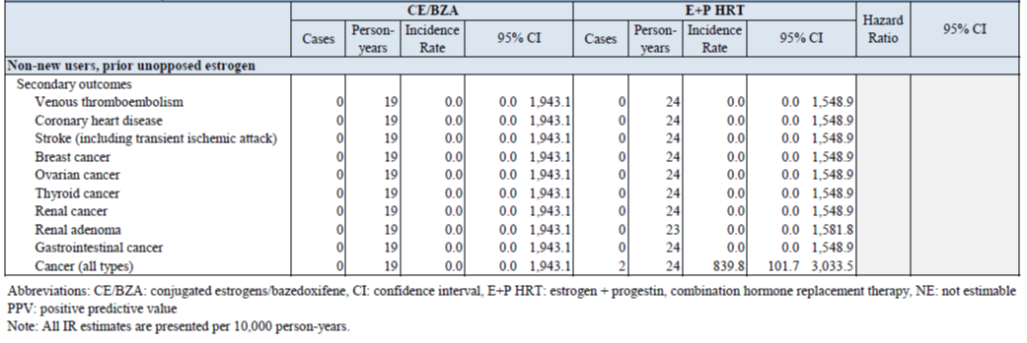 CE/BZA E+P HRT Hazard Ratio 95% CI
Cases Person-years Incidence Rate 95% CI Cases Person-years Incidence Rate 95% CI
Non-new users, prior unopposed estrogen
Secondary outcomes
Venous thromboembolism 0 19 0.0 0.0 1,943.1 0 24 0.0 0.0 1,548.9
Coronary heart disease 0 19 0.0 0.0 1,943.1 0 24 0.0 0.0 1,548.9
Stroke (including transient ischemic attack) 0 19 0.0 0.0 1,943.1 0 24 0.0 0.0 1,548.9
Breast cancer 0 19 0.0 0.0 1,943.1 0 24 0.0 0.0 1,548.9
Ovarian cancer 0 19 0.0 0.0 1,943.1 0 24 0.0 0.0 1,548.9
Thyroid cancer 0 19 0.0 0.0 1,943.1 0 24 0.0 0.0 1,548.9
Renal cancer 0 19 0.0 0.0 1,943.1 0 24 0.0 0.0 1,548.9
Renal adenoma 0 19 0.0 0.0 1,943.1 0 23 0.0 0.0 1,581.8
Gastrointestinal cancer 0 19 0.0 0.0 1,943.1 0 24 0.0 0.0 1,548.9
Cancer (all types) 0 19 0.0 0.0 1,943.1 2 24 839.8 101.7 3,033.5
Abbreviations: CE/BZA: conjugated estrogens/bazedoxifene, CI: confidence interval, E+P HRT: estrogen + progestin, combination hormone replacement therapy, NE: not estimable
PPV: positive predictive value
Note: All IR estimates are presented per 10,000 person-years.